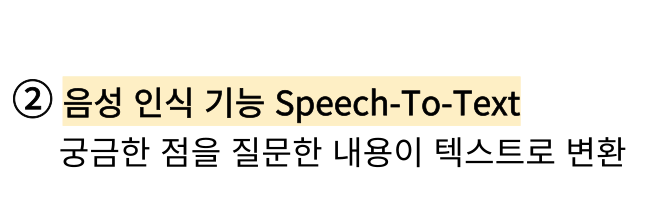 ② 음성 인식 기능 Speech-To-Text
궁금한 점을 질문한 내용이 텍스트로 변환